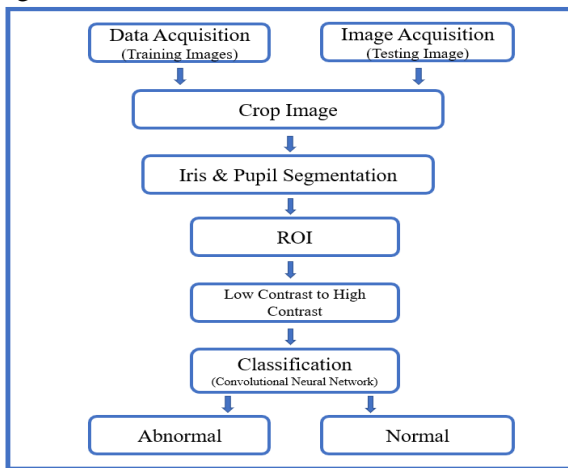 Data Acquisition
(Training Images)
Image Acquisition
(Testing Image)
Crop Image
Iris & Pupil Segmentation
ROI
Low Contrast to High
Contrast
Classification
(Convolutional Neural Network)
Abnormal
Normal